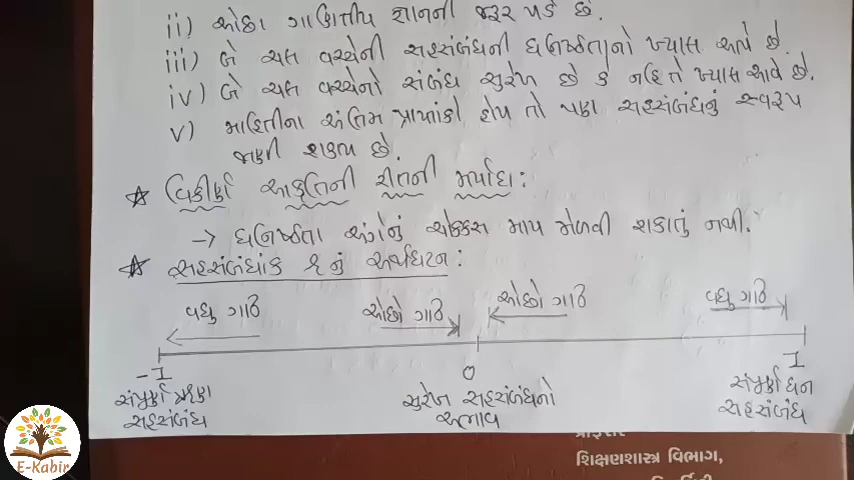 ii) ઓછા ગાણિતીય જ્ઞાનની જરૂર પડે છે.
iii) બે ચલ વચ્ચેની સહસંબંધની ઘનિષ્ઠતાનો ખ્યાલ આપે છે.
iv) બે ચલ વચ્ચેનો સંબંધ સુરેખ છે કે નહિ તે ખ્યાલ આવે છે.
v) માહિતીના અંતિમ પ્રાપ્તાંકો હોય તો પણ સહસંબંધનું સ્વરૂપ
જાણી શકાય છે.
☆ વિકીર્ણ આકૃતિની રીતની મર્યાદા:
→ ઘનિષ્ઠતા અંગેનું ચોક્કસ માપ મેળવી શકાતું નથી.
☆ સહસંબંધાંક r નું અર્થઘટન:
વધુ ગાઢ ઓછો ગાઢ ઓછો ગાઢ વધુ ગાઢ
-1 0 1
સંપૂર્ણ ઋણ સુરેખ સહસંબંધનો સંપૂર્ણ ધન
સહસંબંધ અભાવ સહસંબંધ
શિક્ષણશાસ્ત્ર વિભાગ,
E-Kabir